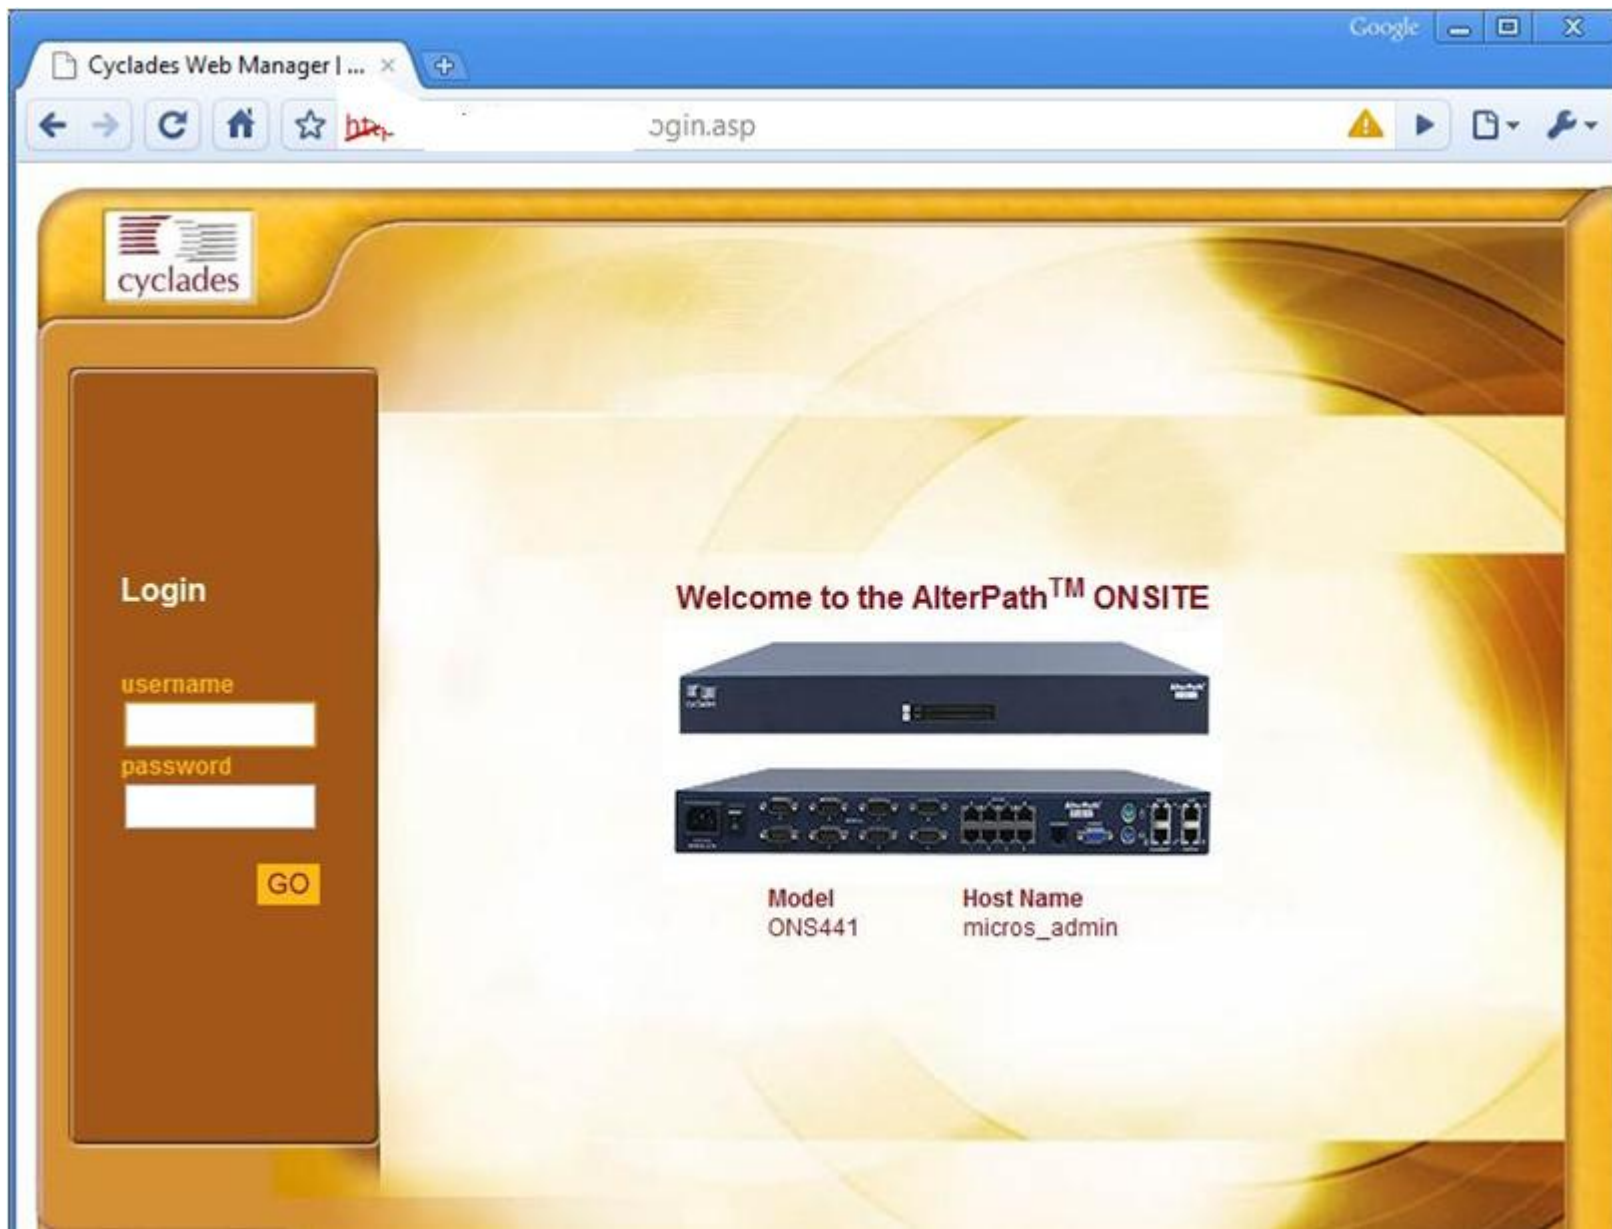 Google
Cyclades Web Manager | ...
ogin.asp
cyclades
Login
username
password
GO
Welcome to the AlterPath™ ONSITE
Model
ONS441
Host Name
micros_admin